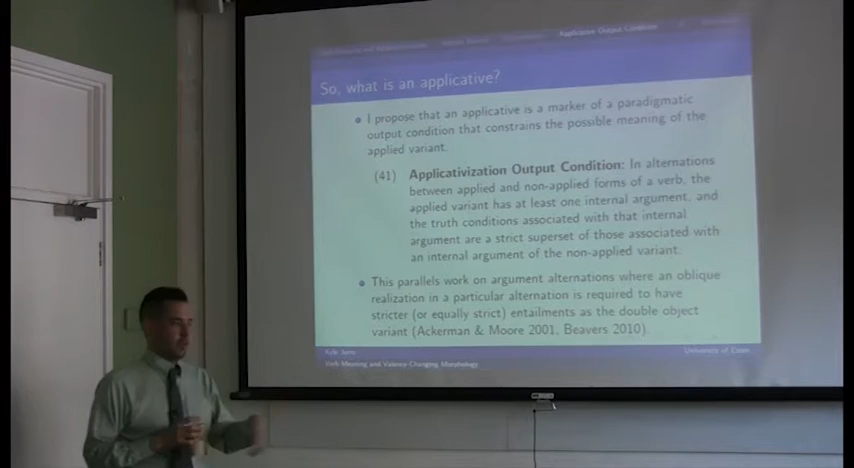 Application Output Condition
So, what is an applicative?
I propose that an applicative is a marker of a paradigmatic
output condition that constrains the possible meaning of the
applied variant.
(41) Applicativization Output Condition: In alternations
between applied and non-applied forms of a verb, the
applied variant has at least one internal argument, and
the truth conditions associated with that internal
argument are a strict superset of those associated with
an internal argument of the non-applied variant.
This parallels work on argument alternations where an oblique
realization in a particular alternation is required to have
stricter (or equally strict) entailments as the double object
variant (Ackerman & Moore 2001, Beavers 2010).
Kyle Jerro
University of Essex
Verb Meaning and Valence-Changing Morphology